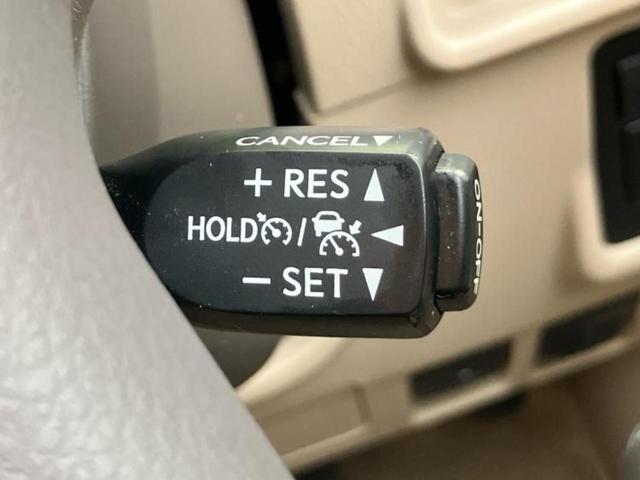 CANCEL▼
+ RES ▲
HOLD / ◀
− SET ▼
ON-OFF